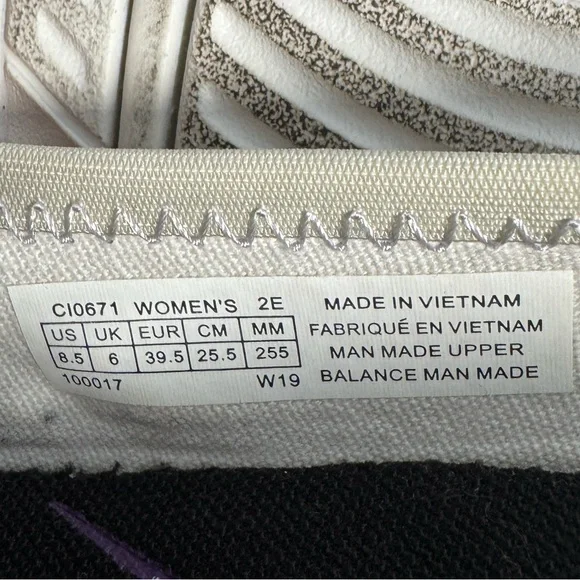 CI0671 WOMEN'S 2E
US UK EUR CM MM
8.5 6 39.5 25.5 255
100017 W19
MADE IN VIETNAM
FABRIQUÉ EN VIETNAM
MAN MADE UPPER
BALANCE MAN MADE